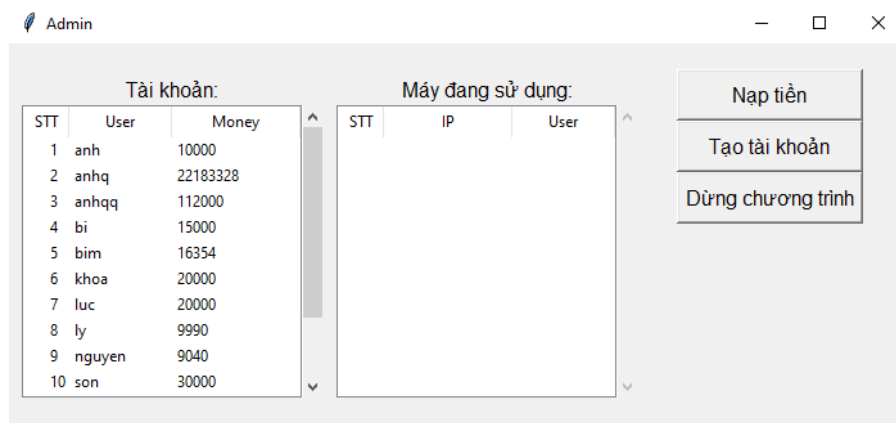 Admin
Tài khoản:
STT User Money
1 anh 10000
2 anhq 22183328
3 anhqq 112000
4 bi 15000
5 bim 16354
6 khoa 20000
7 luc 20000
8 ly 9990
9 nguyen 9040
10 son 30000
Máy đang sử dụng:
STT IP User
Nạp tiền
Tạo tài khoản
Dừng chương trình